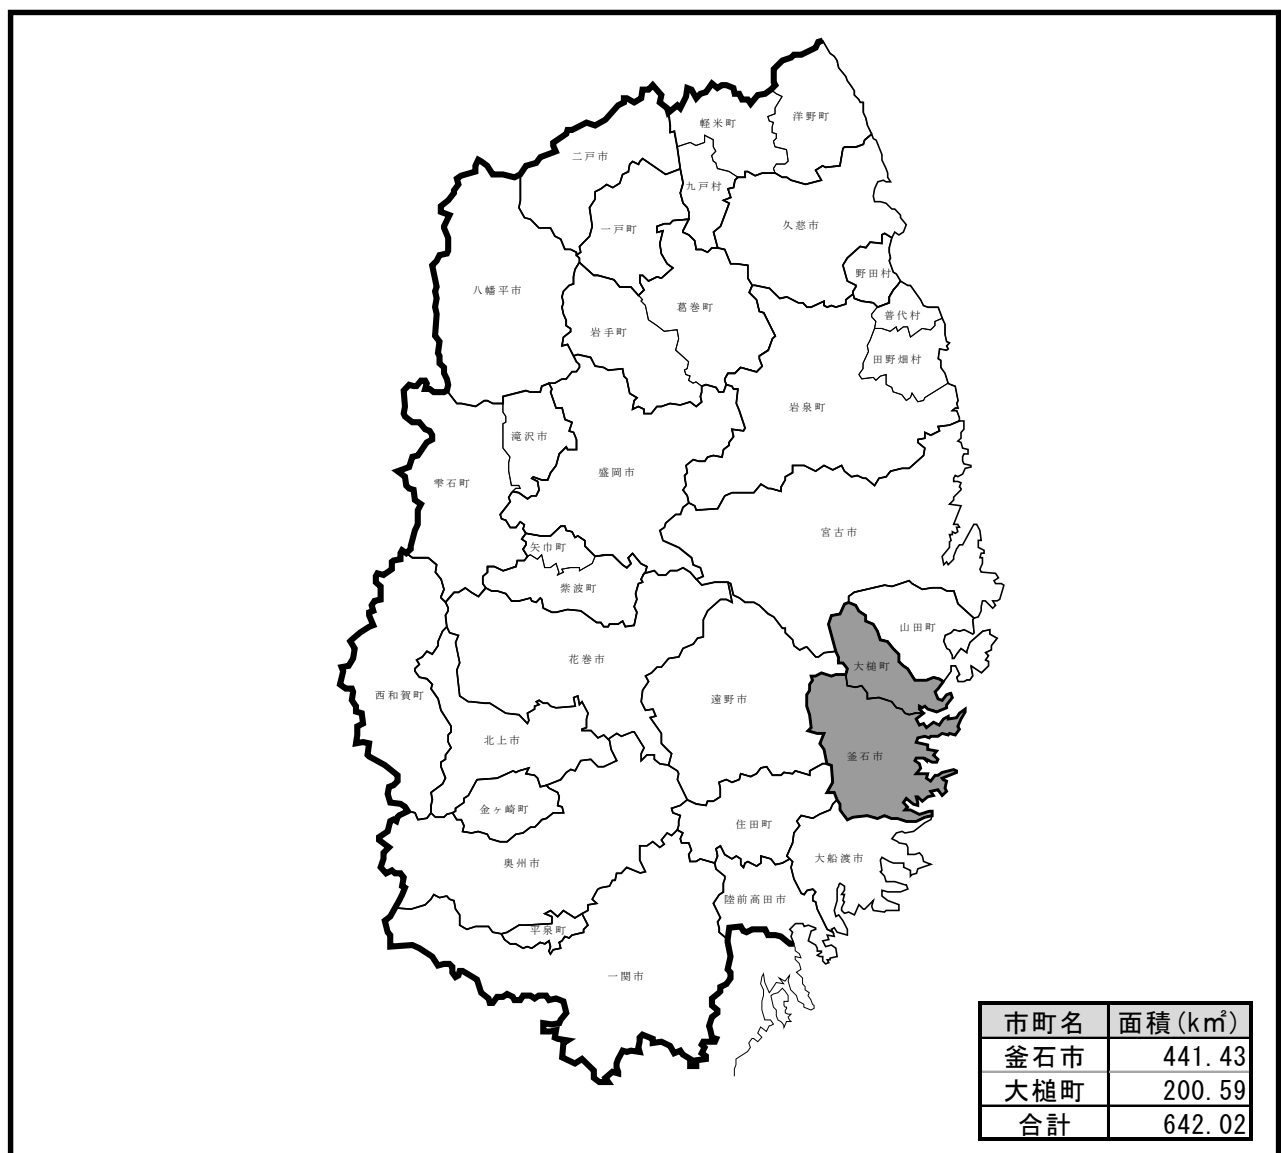 洋野町
軽米町
二戸市
九戸村
久慈市
一戸町
野田村
八幡平市
葛巻町
普代村
岩手町
田野畑村
岩泉町
滝沢市
盛岡市
雫石町
宮古市
矢巾町
紫波町
山田町
花巻市
大槌町
西和賀町
遠野市
北上市
釜石市
金ヶ崎町
住田町
大船渡市
奥州市
陸前高田市
平泉町
一関市
市町名 面積(k㎡)
釜石市 441.43
大槌町 200.59
合計 642.02